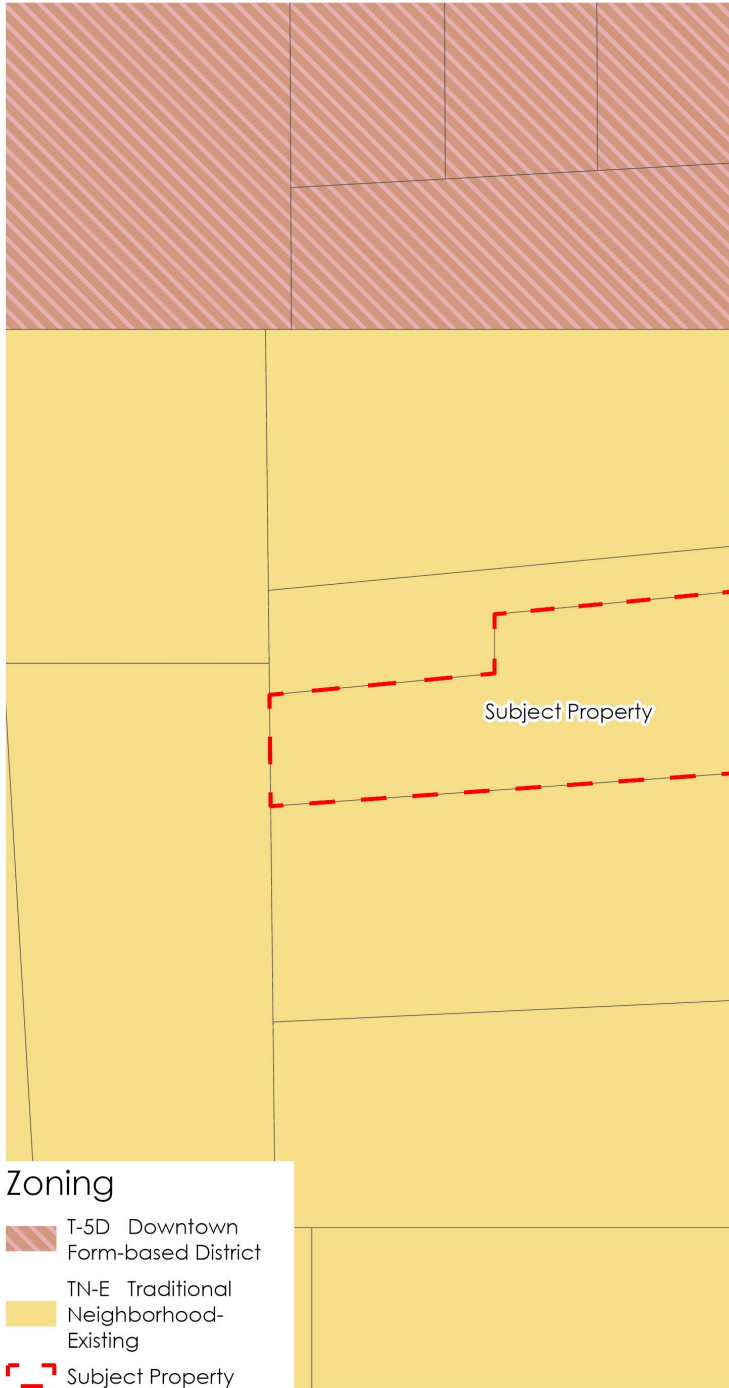 Subject Property
Zoning
T-5D Downtown
Form-based District
TN-E Traditional
Neighborhood-
Existing
Subject Property